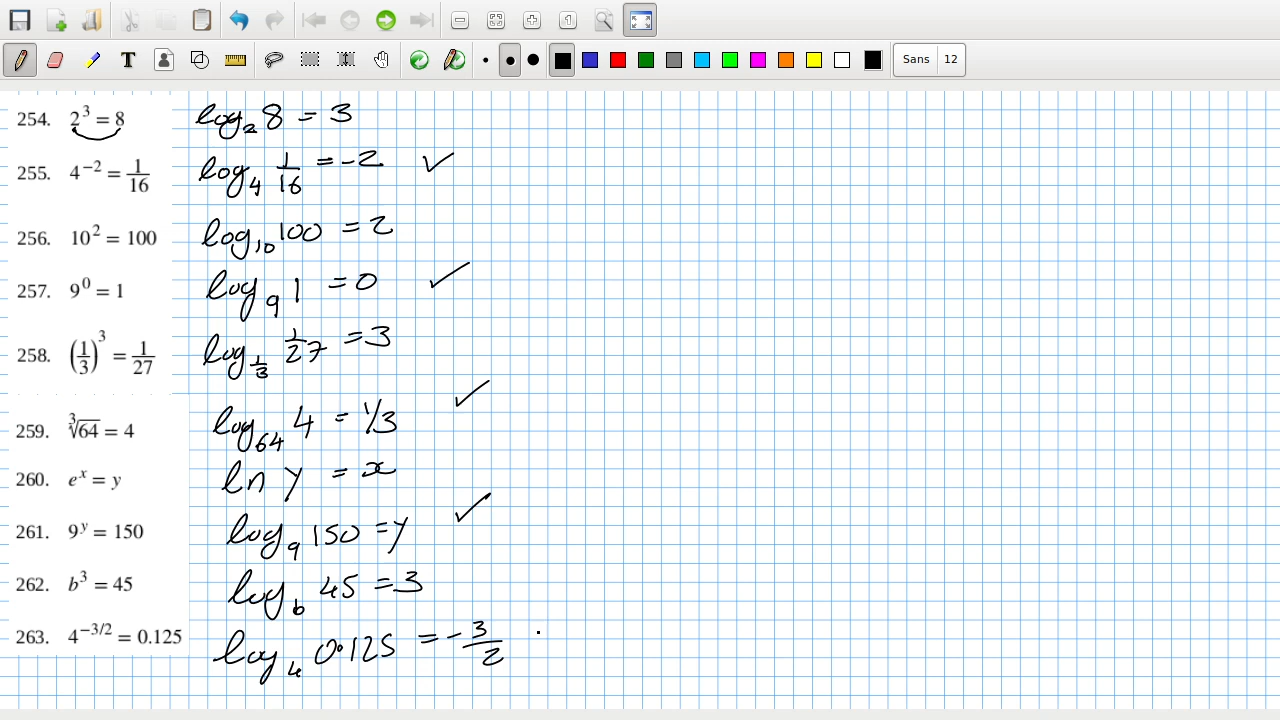 T Sans 12
254. 2³ = 8 log₂ 8 = 3
255. 4⁻² = 1/16 log₄ 1/16 = -2 ✓
256. 10² = 100 log₁₀ 100 = 2
257. 9⁰ = 1 log₉ 1 = 0 ✓
258. (1/3)³ = 1/27 log_{1/3} 1/27 = 3
259. ∛64 = 4 log₆₄ 4 = 1/3 ✓
260. eˣ = y ln y = x
261. 9ʸ = 150 log₉ 150 = y ✓
262. b³ = 45 log_b 45 = 3
263. 4^{-3/2} = 0.125 log₄ 0.125 = -3/2